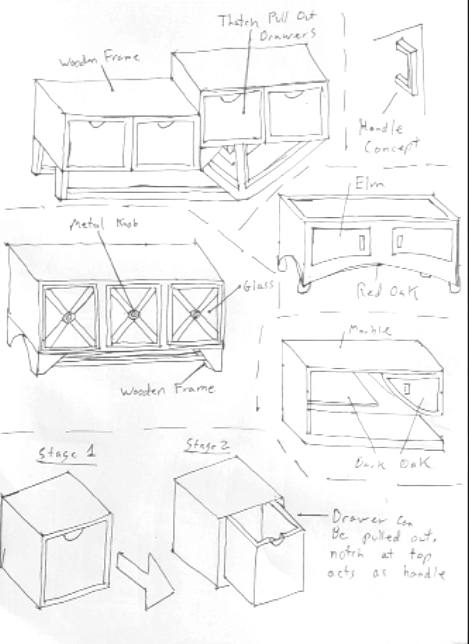 Thatch Pull Out
Drawers
Wooden Frame
Handle
Concept
Elm
Metal Knob
Glass
Red Oak
Marble
Wooden Frame
Dark Oak
Stage 1
Stage 2
Drawer Can
Be pulled out,
notch at top
acts as handle